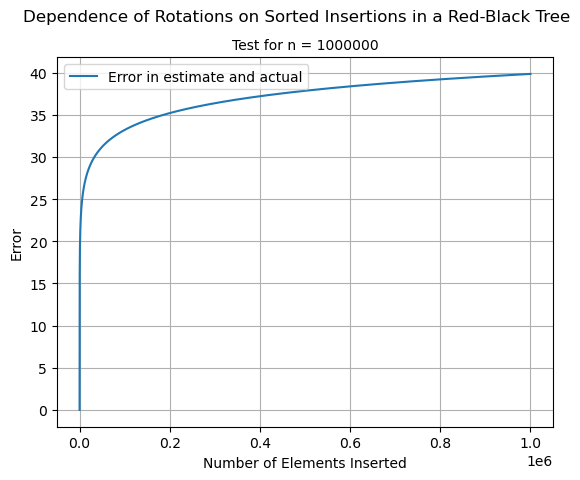 Dependence of Rotations on Sorted Insertions in a Red-Black Tree
Test for n = 1000000
Error in estimate and actual
40
35
30
25
20
15
10
5
0
Error
0.0 0.2 0.4 0.6 0.8 1.0
1e6
Number of Elements Inserted